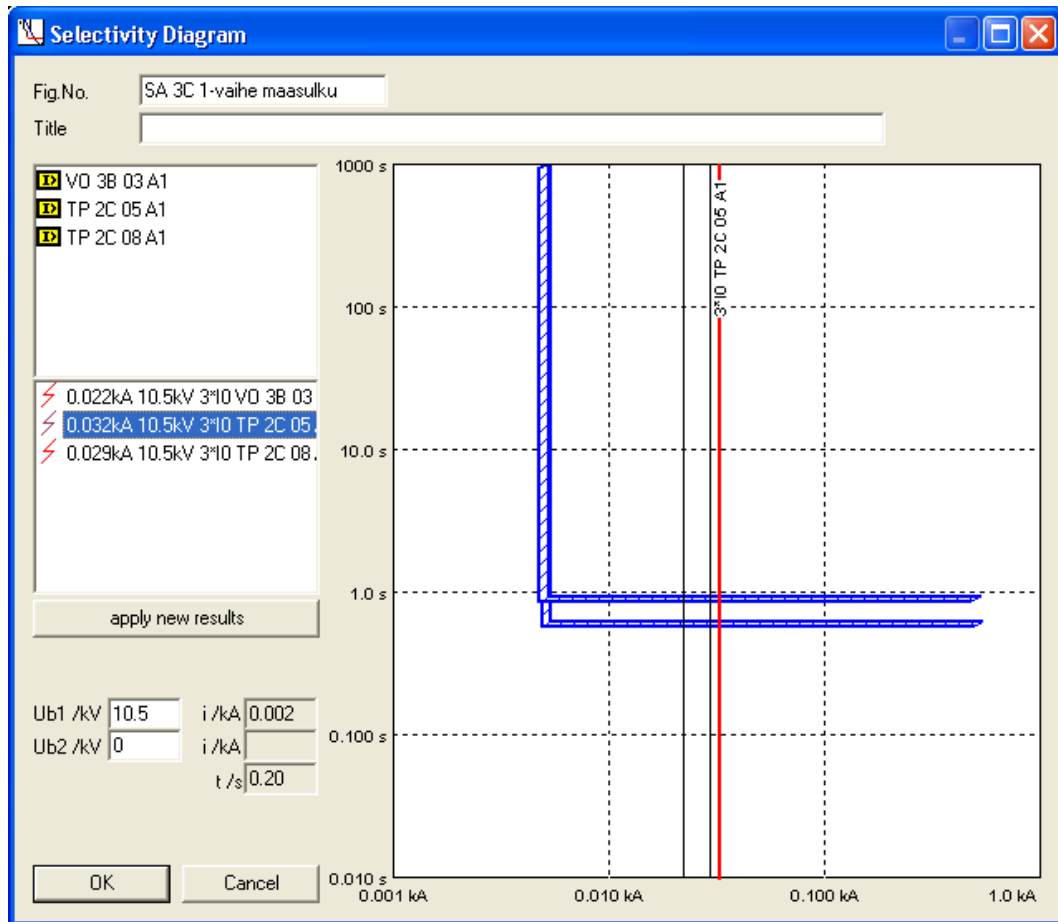 Selectivity Diagram
Fig.No. SA 3C 1-vaihe maasulku
Title
VO 3B 03 A1
TP 2C 05 A1
TP 2C 08 A1
0.022kA 10.5kV 3*I0 VO 3B 03
0.032kA 10.5kV 3*I0 TP 2C 05.
0.029kA 10.5kV 3*I0 TP 2C 08.
apply new results
Ub1 /kV 10.5 i /kA 0.002
Ub2 /kV 0 i /kA
t /s 0.20
OK Cancel
1000 s
100 s
10.0 s
1.0 s
0.100 s
0.010 s
0.001 kA 0.010 kA 0.100 kA 1.0 kA
3*I0 TP 2C 05 A1